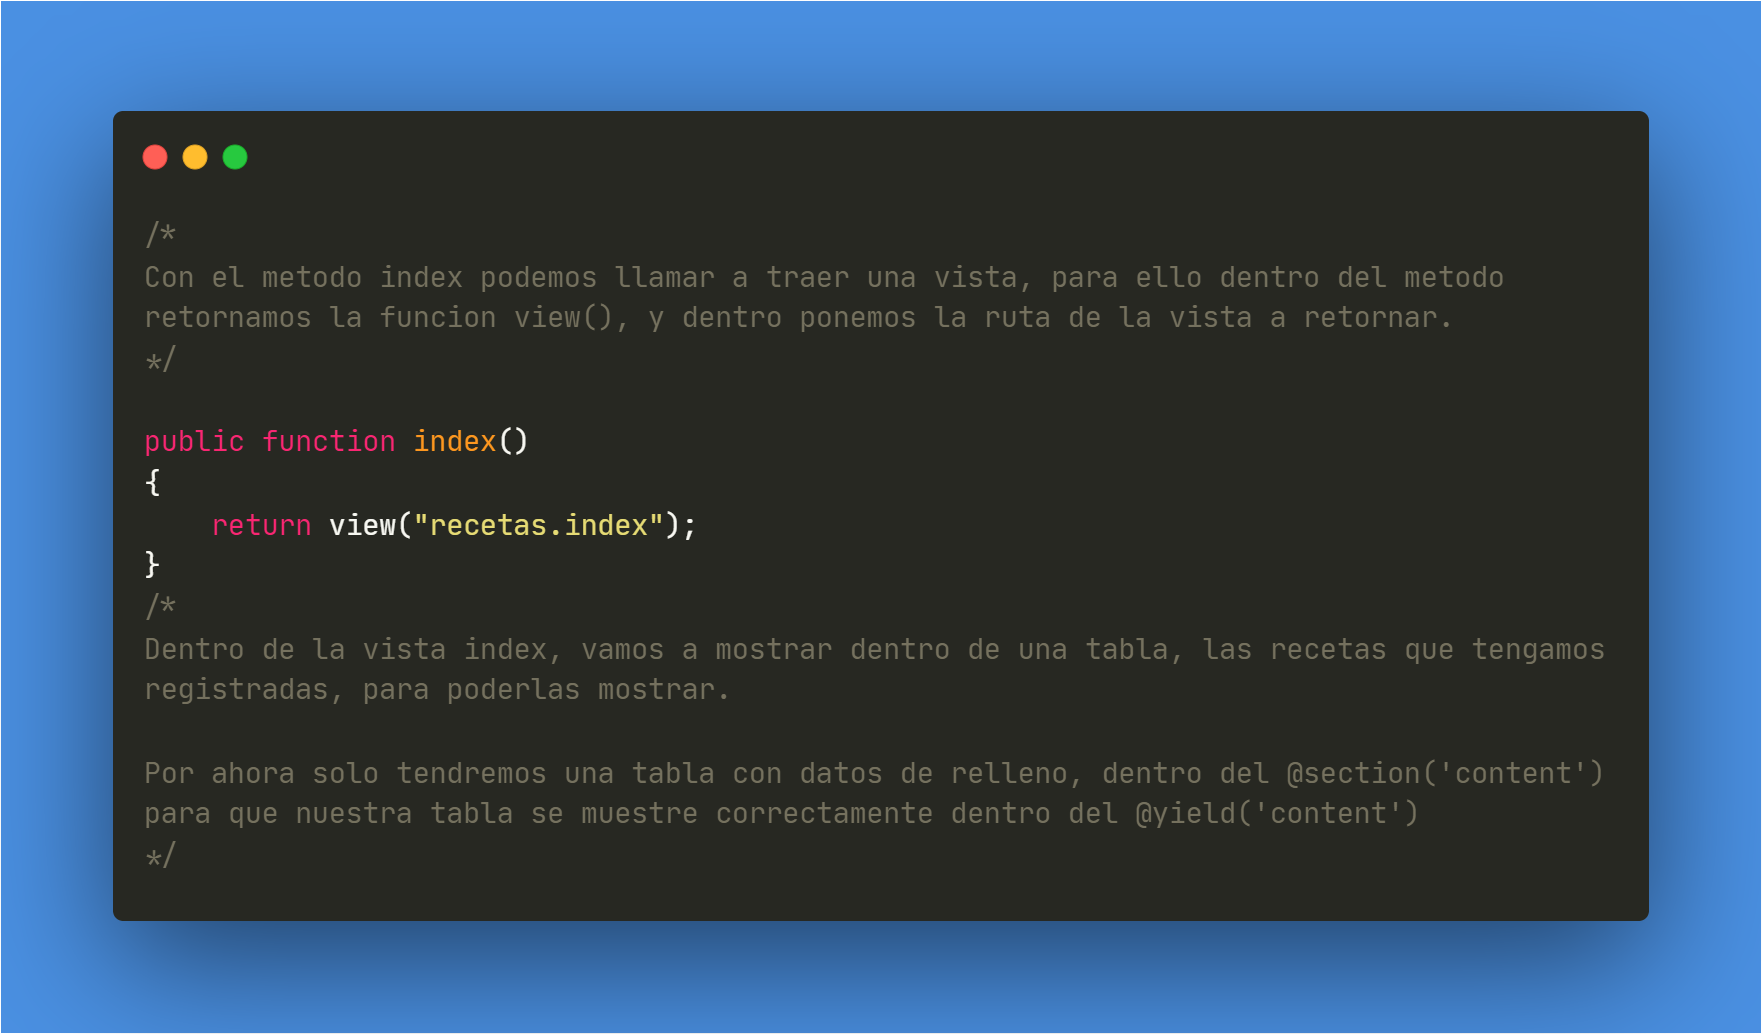 /*
Con el metodo index podemos llamar a traer una vista, para ello dentro del metodo
retornamos la funcion view(), y dentro ponemos la ruta de la vista a retornar.
*/
public function index()
{
    return view("recetas.index");
}
/*
Dentro de la vista index, vamos a mostrar dentro de una tabla, las recetas que tengamos
registradas, para poderlas mostrar.
Por ahora solo tendremos una tabla con datos de relleno, dentro del @section('content')
para que nuestra tabla se muestre correctamente dentro del @yield('content')
*/